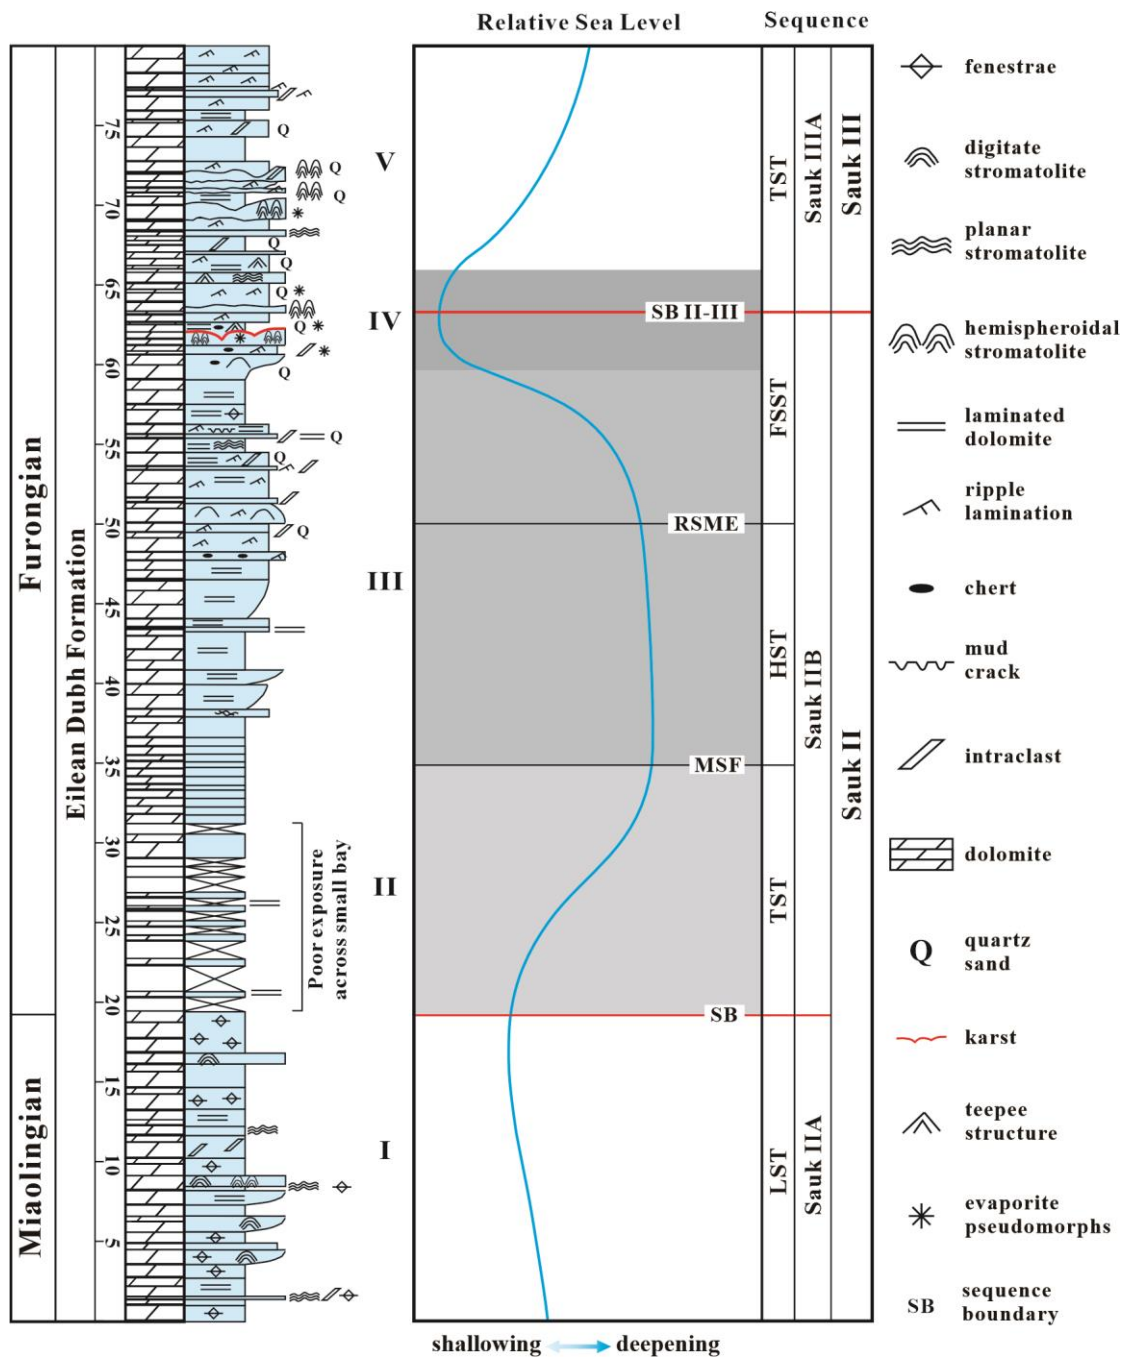 Relative Sea Level
Sequence
Furongian
Miaolingian
Eilean Dubh Formation
75
70
65
60
55
50
45
40
35
30
25
20
15
10
5
Q
Q
Q
Q
Q
Q
Q
Q
Q
Q
Q
Q
Poor exposure
across small bay
V
IV
III
II
I
SB II-III
RSME
MSF
SB
TST
FSST
HST
TST
LST
Sauk IIIA
Sauk IIB
Sauk IIA
Sauk III
Sauk II
shallowing
deepening
fenestrae
digitate
stromatolite
planar
stromatolite
hemispheroidal
stromatolite
laminated
dolomite
ripple
lamination
chert
mud
crack
intraclast
dolomite
Q quartz
sand
karst
teepee
structure
evaporite
pseudomorphs
SB sequence
boundary